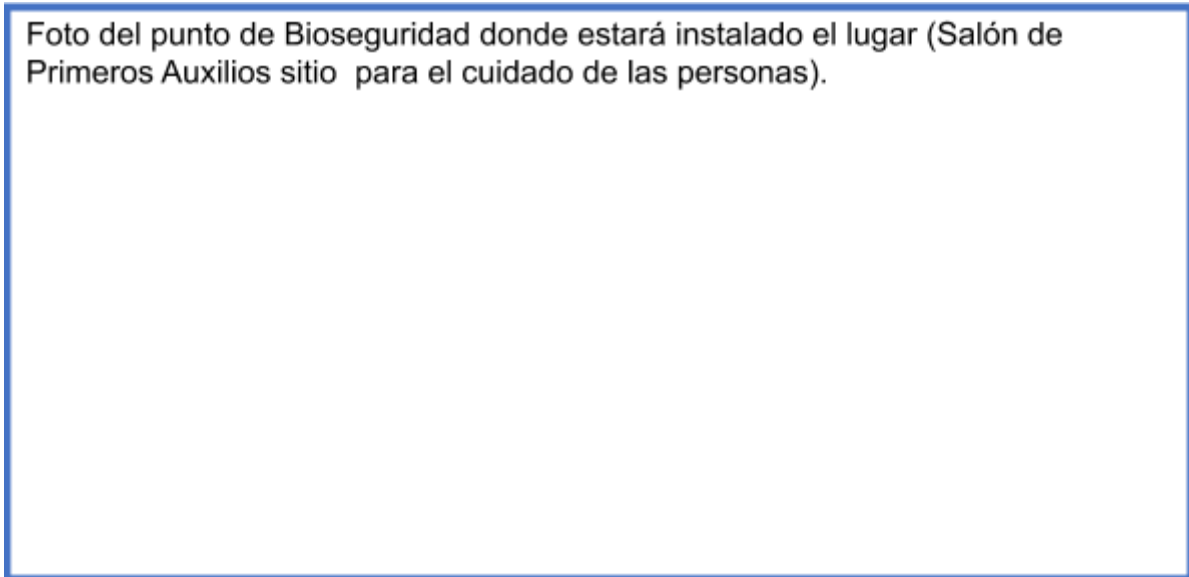 Foto del punto de Bioseguridad donde estará instalado el lugar (Salón de
Primeros Auxilios sitio  para el cuidado de las personas).